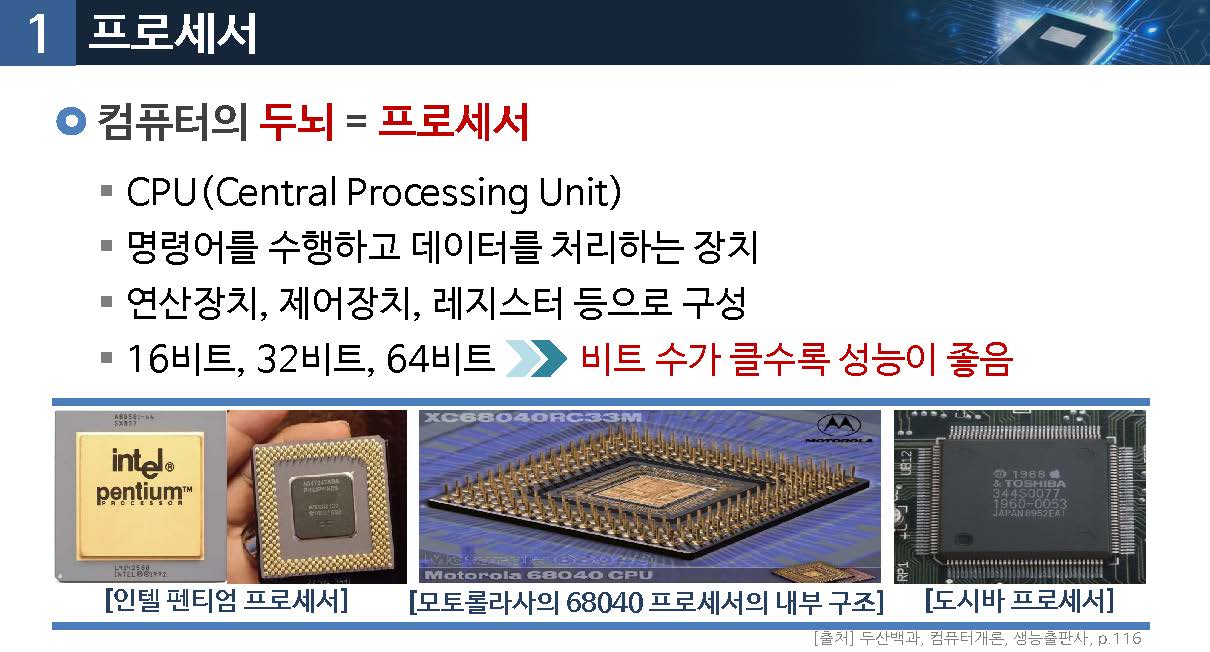 1 프로세서
컴퓨터의 두뇌 = 프로세서
CPU(Central Processing Unit)
명령어를 수행하고 데이터를 처리하는 장치
연산장치, 제어장치, 레지스터 등으로 구성
16비트, 32비트, 64비트 비트 수가 클수록 성능이 좋음
intel®
pentium™
PROCESSOR
XC68040RC33M
MOTOROLA
Motorola 68040 CPU
UB12
RP1
1988
& TOSHIBA
344S0077
1960-0053
JAPAN8952EAI
[인텔 펜티엄 프로세서]
[모토롤라사의 68040 프로세서의 내부 구조]
[도시바 프로세서]
[출처] 두산백과, 컴퓨터개론, 생능출판사, p.116